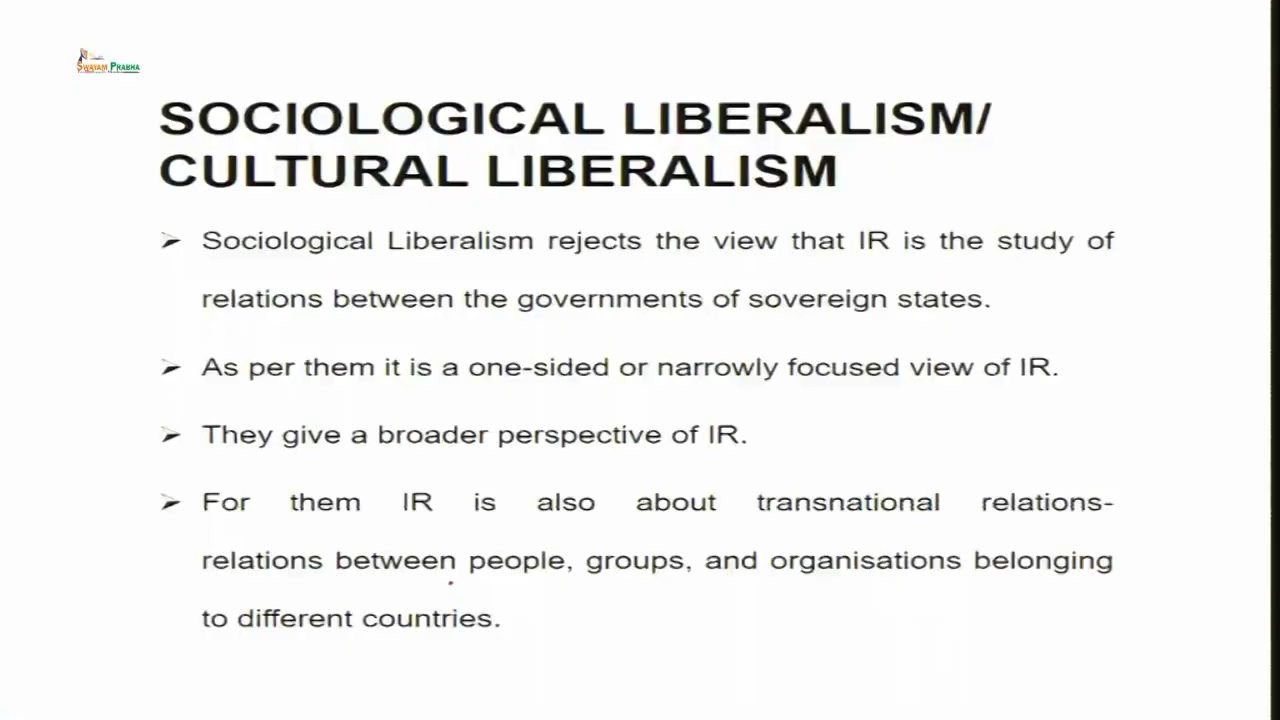 SWAYAM PRABHA
SOCIOLOGICAL LIBERALISM/
CULTURAL LIBERALISM
➢ Sociological Liberalism rejects the view that IR is the study of
relations between the governments of sovereign states.
➢ As per them it is a one-sided or narrowly focused view of IR.
➢ They give a broader perspective of IR.
➢ For them IR is also about transnational relations-
relations between people, groups, and organisations belonging
to different countries.